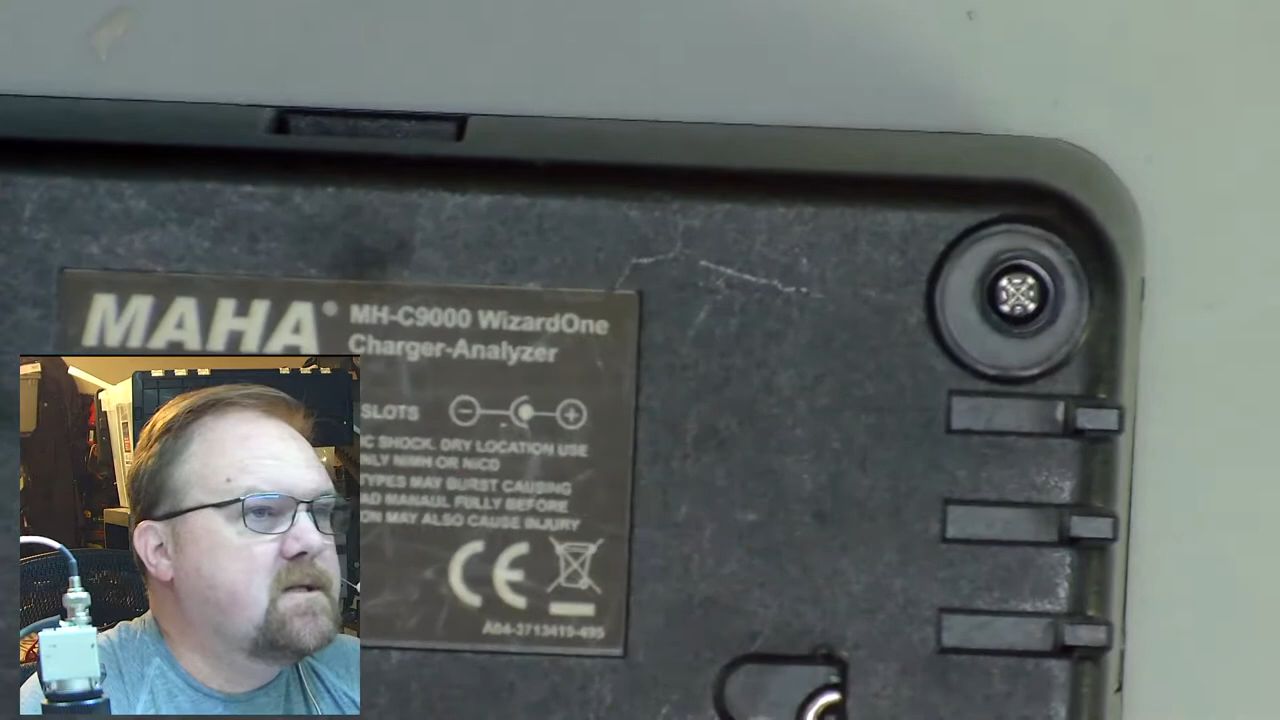 MAHA® MH-C9000 WizardOne
Charger-Analyzer
SLOTS
C SHOCK. DRY LOCATION USE
NLY NIMH OR NICD
TYPES MAY BURST CAUSING
AD MANAUL FULLY BEFORE
ON MAY ALSO CAUSE INJURY
CE
A04-3713419-495